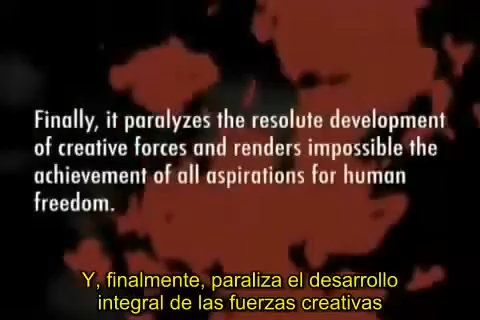 Finally, it paralyzes the resolute development
of creative forces and renders impossible the
achievement of all aspirations for human
freedom.
Y, finalmente, paraliza el desarrollo
integral de las fuerzas creativas